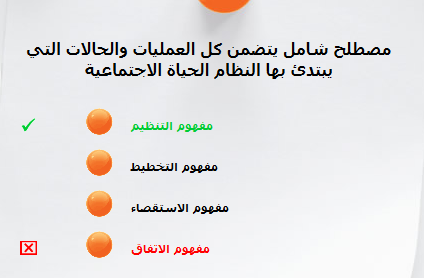 مصطلح شامل يتضمن كل العمليات والحالات التي
يبتدئ بها النظام الحياة الاجتماعية
مفهوم التنظيم
مفهوم التخطيط
مفهوم الاستقصاء
مفهوم الاتفاق